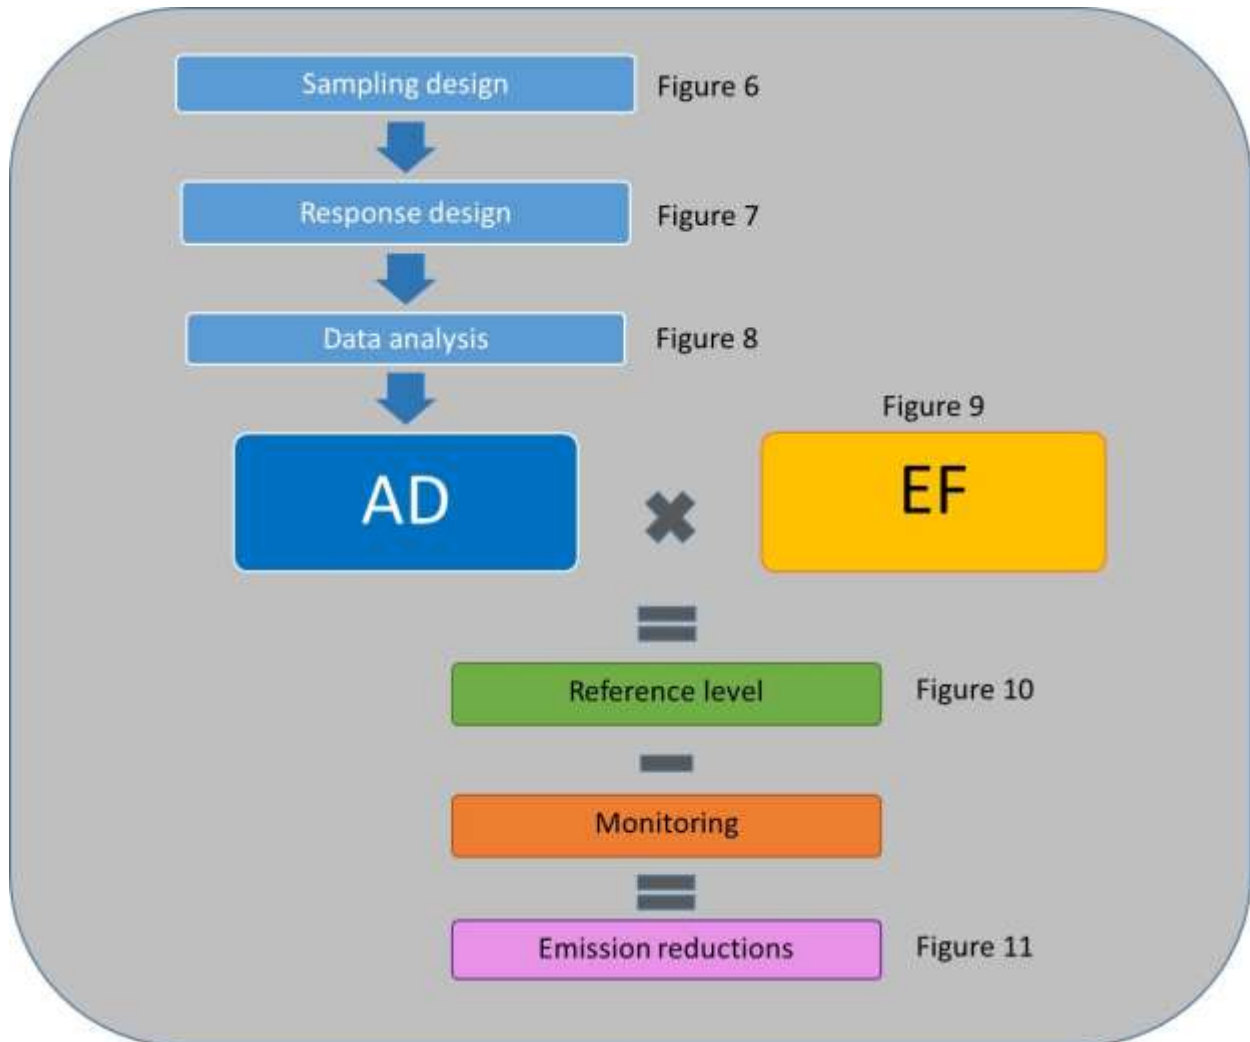 Sampling design
Figure 6
Response design
Figure 7
Data analysis
Figure 8
Figure 9
AD
EF
Reference level
Figure 10
Monitoring
Emission reductions
Figure 11